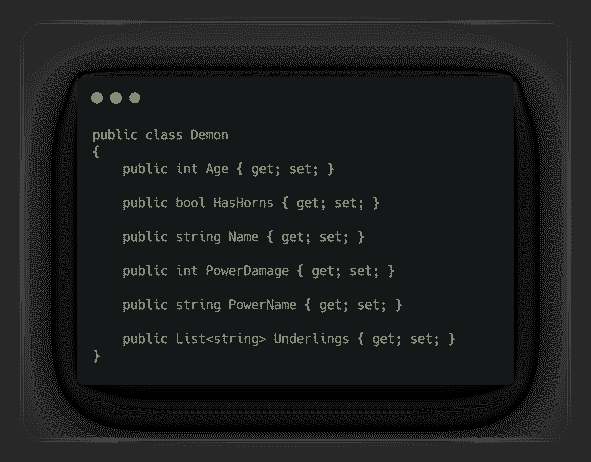 public class Demon
{
    public int Age { get; set; }
    public bool HasHorns { get; set; }
    public string Name { get; set; }
    public int PowerDamage { get; set; }
    public string PowerName { get; set; }
    public List<string> Underlings { get; set; }
}